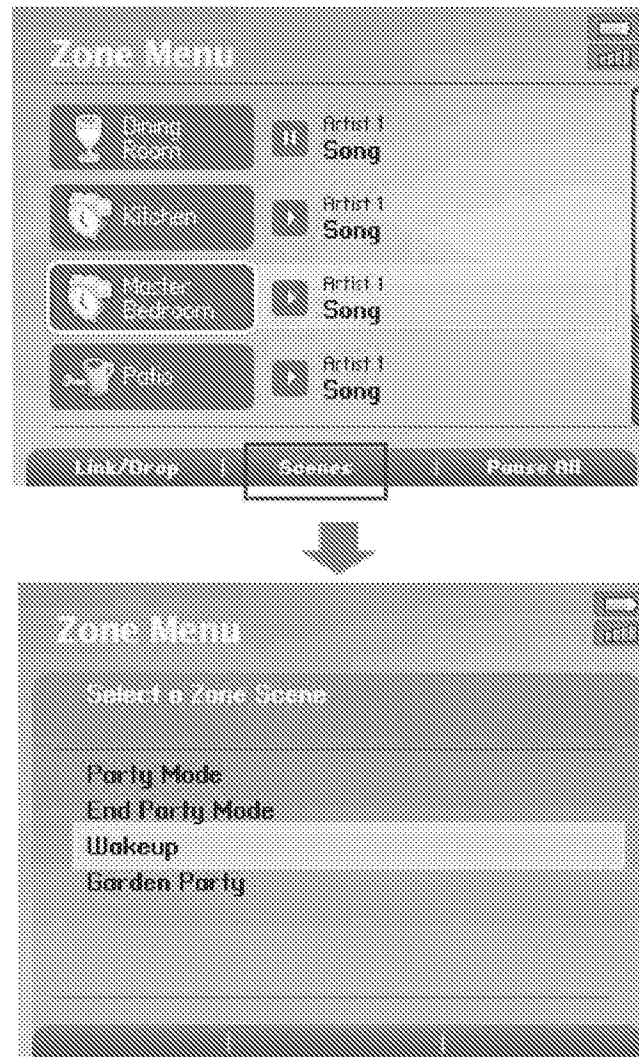 Zone Menu
Dining
Room
Artist 1
Song
Kitchen
Artist 1
Song
Master
Bedroom
Artist 1
Song
Patio
Artist 1
Song
Link/Drop
Scenes
Pause All
Zone Menu
Select a Zone Scene
Party Mode
End Party Mode
Wakeup
Garden Party